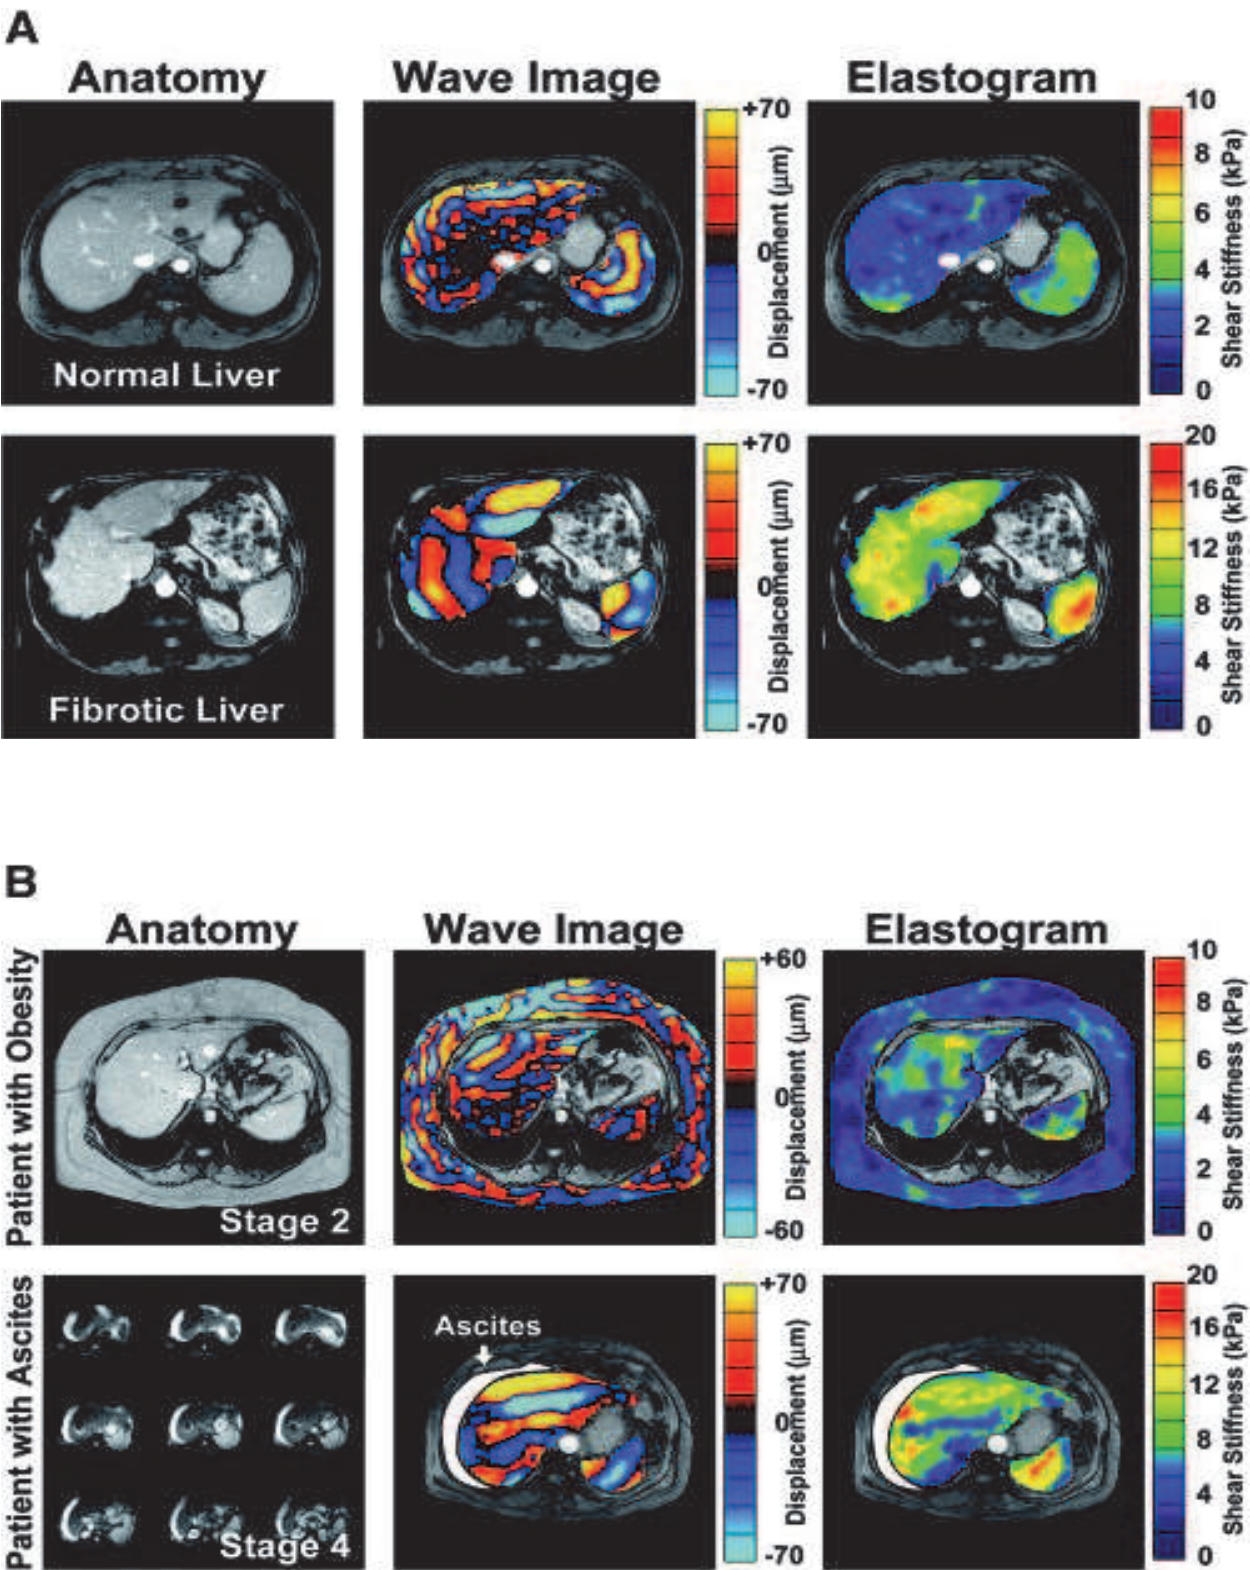 A
Anatomy
Wave Image
Elastogram
Normal Liver
+70
0
-70
Displacement (μm)
10
8
6
4
2
0
Shear Stiffness (kPa)
Fibrotic Liver
+70
0
-70
Displacement (μm)
20
16
12
8
4
0
Shear Stiffness (kPa)
B
Anatomy
Wave Image
Elastogram
Patient with Obesity
Stage 2
+60
0
-60
Displacement (μm)
10
8
6
4
2
0
Shear Stiffness (kPa)
Patient with Ascites
Stage 4
Ascites
+70
0
-70
Displacement (μm)
20
16
12
8
4
0
Shear Stiffness (kPa)